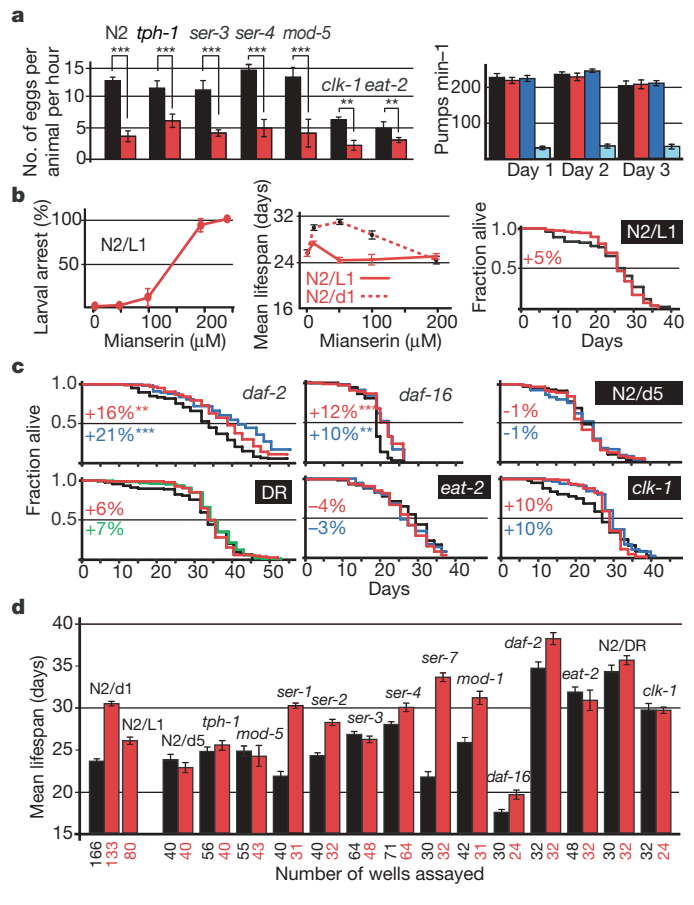 a
N2 tph-1 ser-3 ser-4 mod-5
*** *** *** *** ***
clk-1 eat-2
** **
No. of eggs per
animal per hour
15
10
5
0
Pumps min–1
200
100
Day 1 Day 2 Day 3
b
Larval arrest (%)
100
50
N2/L1
0 100 200
Mianserin (μM)
Mean lifespan (days)
32
24
16
N2/L1
N2/d1
0 100 200
Mianserin (μM)
Fraction alive
1.0
0.5
N2/L1
+5%
0 10 20 30 40
Days
c
Fraction alive
1.0
0.5
daf-2
+16%**
+21%***
daf-16
+12%***
+10%**
1.0
0.5
N2/d5
-1%
-1%
1.0
0.5
DR
+6%
+7%
0 10 20 30 40 50
eat-2
–4%
–3%
0 10 20 30 40
Days
clk-1
+10%
+10%
0 10 20 30 40
d
Mean lifespan (days)
40
35
30
25
20
15
N2/d1
N2/L1
N2/d5
tph-1
mod-5
ser-1
ser-2
ser-3
ser-4
ser-7
mod-1
daf-16
daf-2
eat-2
N2/DR
clk-1
166 133 80 40 40 56 40 55 43 40 31 40 32 64 48 71 64 30 32 42 31 30 24 32 32 48 32 30 32 32 24
Number of wells assayed